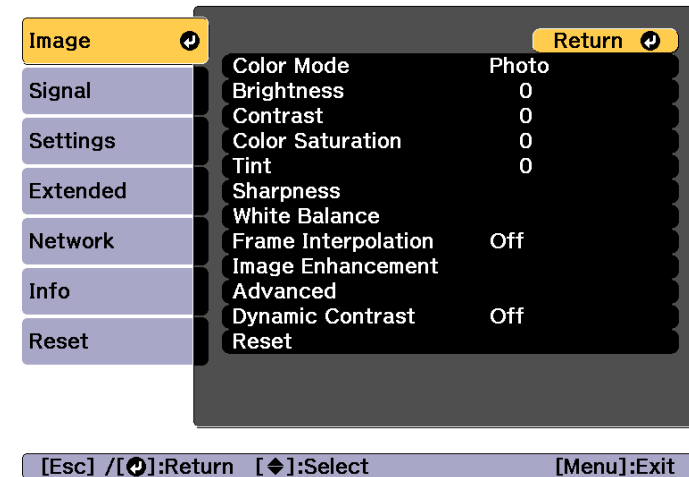 Image
Signal
Settings
Extended
Network
Info
Reset
Return
Color Mode Photo
Brightness 0
Contrast 0
Color Saturation 0
Tint 0
Sharpness
White Balance
Frame Interpolation Off
Image Enhancement
Advanced
Dynamic Contrast Off
Reset
[Esc] /[ ]:Return [ ]:Select [Menu]:Exit